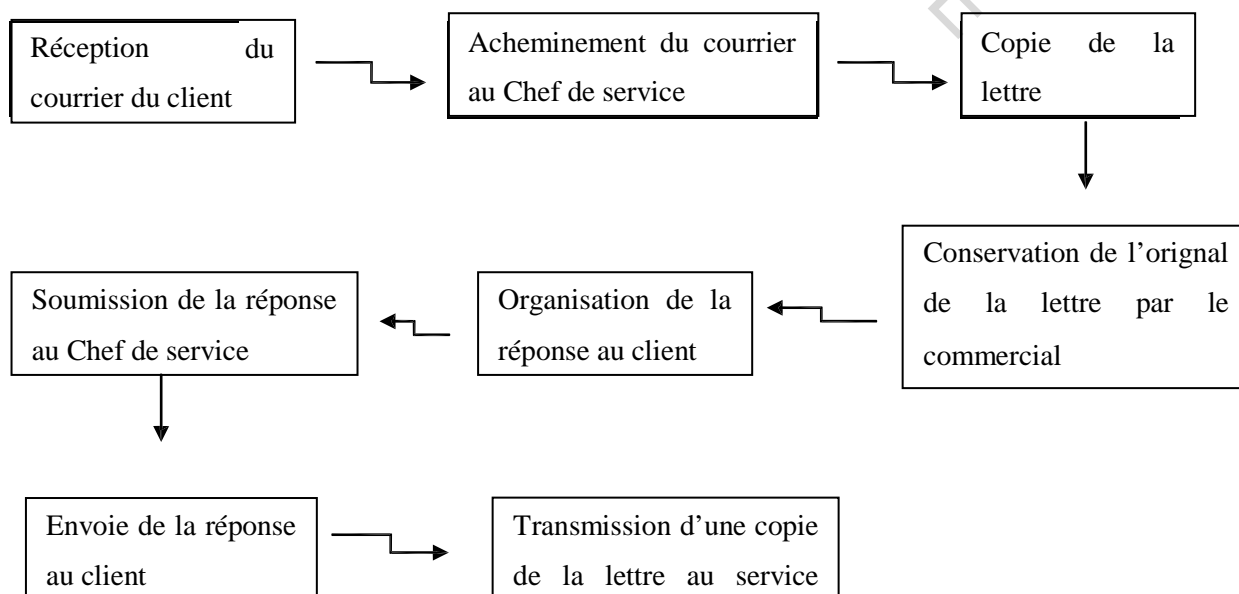 Réception du
courrier du client
Acheminement du courrier
au Chef de service
Copie de la
lettre
Conservation de l’orignal
de la lettre par le
commercial
Organisation de la
réponse au client
Soumission de la réponse
au Chef de service
Envoie de la réponse
au client
Transmission d’une copie
de la lettre au service